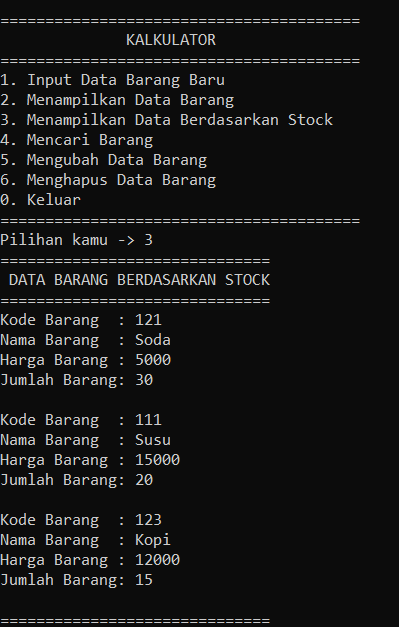 ========================================
KALKULATOR
========================================
1. Input Data Barang Baru
2. Menampilkan Data Barang
3. Menampilkan Data Berdasarkan Stock
4. Mencari Barang
5. Mengubah Data Barang
6. Menghapus Data Barang
0. Keluar
========================================
Pilihan kamu -> 3
==============================
DATA BARANG BERDASARKAN STOCK
==============================
Kode Barang  : 121
Nama Barang  : Soda
Harga Barang : 5000
Jumlah Barang: 30
Kode Barang  : 111
Nama Barang  : Susu
Harga Barang : 15000
Jumlah Barang: 20
Kode Barang  : 123
Nama Barang  : Kopi
Harga Barang : 12000
Jumlah Barang: 15
==============================